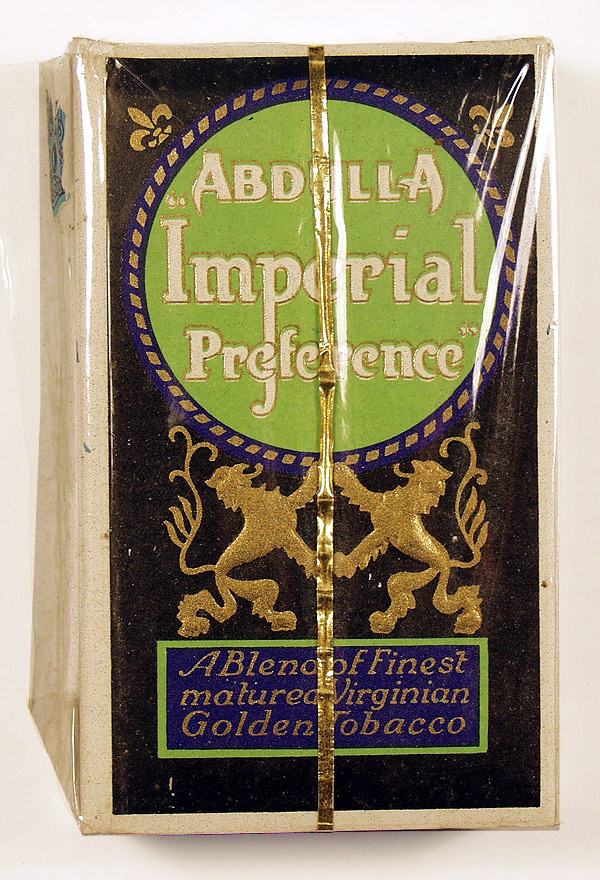 ABDULLA
"Imperial
Preference"
A Blend of Finest
matured Virginian
Golden Tobacco